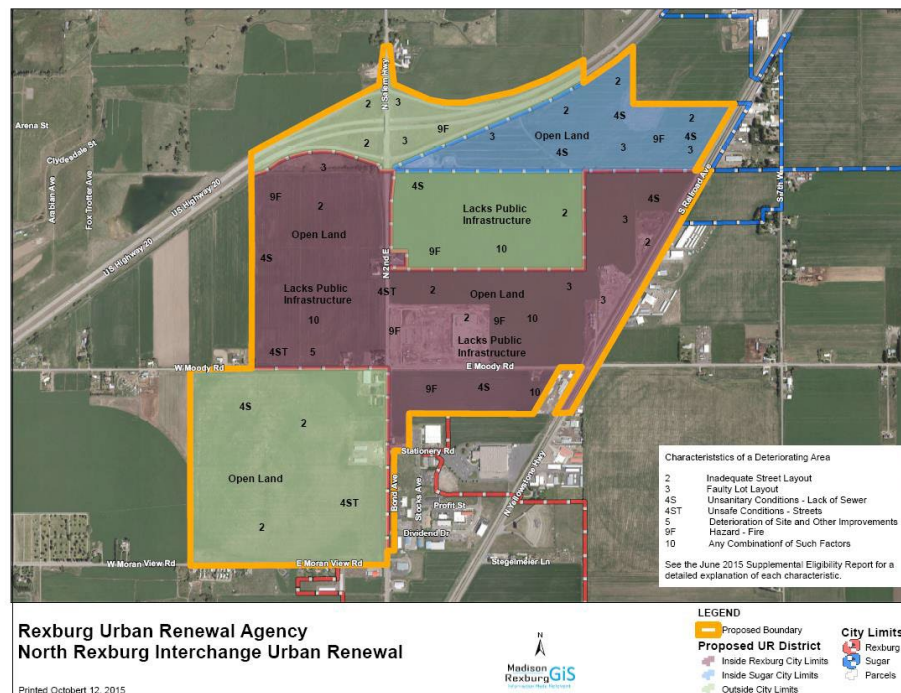 Arena St
Clydesdale St
Arabian Ave
Fox Trotter Ave
US Highway 20
US Highway 20
N Salem Hwy
2
3
2
3
9F
3
2
4S
2
Open Land
4S
9F
4S
3
3
2
4S
3
9F
2
Open Land
4S
Lacks Public
Infrastructure
10
4ST
5
4S
Lacks Public
Infrastructure
2
9F
10
N 2nd E
4S
3
2
4ST
2
Open Land
3
3
9F
2
9F
10
Lacks Public
Infrastructure
S Railroad Ave
S 7th W
W Moody Rd
E Moody Rd
9F
4S
10
4S
2
Open Land
4ST
2
Stationery Rd
Bond Ave
Stocks Ave
Profit St
Dividend Dr
N Yellowstone Hwy
Stegelmeier Ln
W Moran View Rd
E Moran View Rd
Characteriststics of a Deteriorating Area
2 Inadequate Street Layout
3 Faulty Lot Layout
4S Unsanitary Conditions - Lack of Sewer
4ST Unsafe Conditions - Streets
5 Deterioration of Site and Other Improvements
9F Hazard - Fire
10 Any Combinationf of Such Factors
See the June 2015 Supplemental Eligibility Report for a
detailed explanation of each characteristic.
Rexburg Urban Renewal Agency
North Rexburg Interchange Urban Renewal
Printed Octobert 12, 2015
N
Madison
Rexburg GiS
LEGEND
Proposed Boundary
Proposed UR District
Inside Rexburg City Limits
Inside Sugar City Limits
Outside City Limits
City Limits
Rexburg
Sugar
Parcels